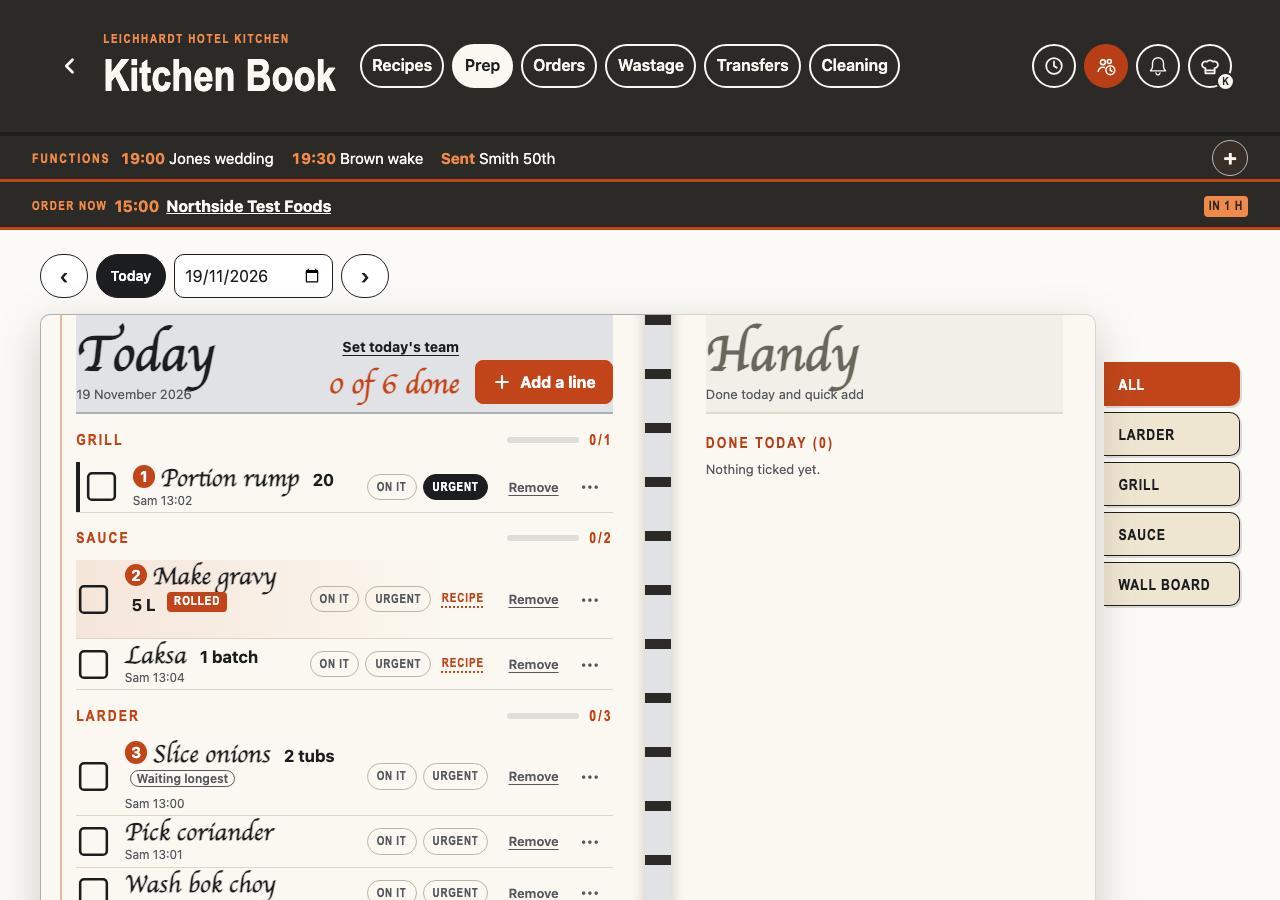 LEICHHARDT HOTEL KITCHEN
Kitchen Book
Recipes Prep Orders Wastage Transfers Cleaning
K
FUNCTIONS 19:00 Jones wedding 19:30 Brown wake Sent Smith 50th +
ORDER NOW 15:00 Northside Test Foods IN 1 H
‹ Today 19/11/2026 ›
Today
Set today's team
0 of 6 done
+ Add a line
19 November 2026
GRILL 0/1
1 Portion rump 20 ON IT URGENT Remove ...
Sam 13:02
SAUCE 0/2
2 Make gravy
5 L ROLLED ON IT URGENT RECIPE Remove ...
Laksa 1 batch ON IT URGENT RECIPE Remove ...
Sam 13:04
LARDER 0/3
3 Slice onions 2 tubs
Waiting longest ON IT URGENT Remove ...
Sam 13:00
Pick coriander ON IT URGENT Remove ...
Sam 13:01
Wash bok choy ON IT URGENT Remove ...
Handy
Done today and quick add
DONE TODAY (0)
Nothing ticked yet.
ALL
LARDER
GRILL
SAUCE
WALL BOARD